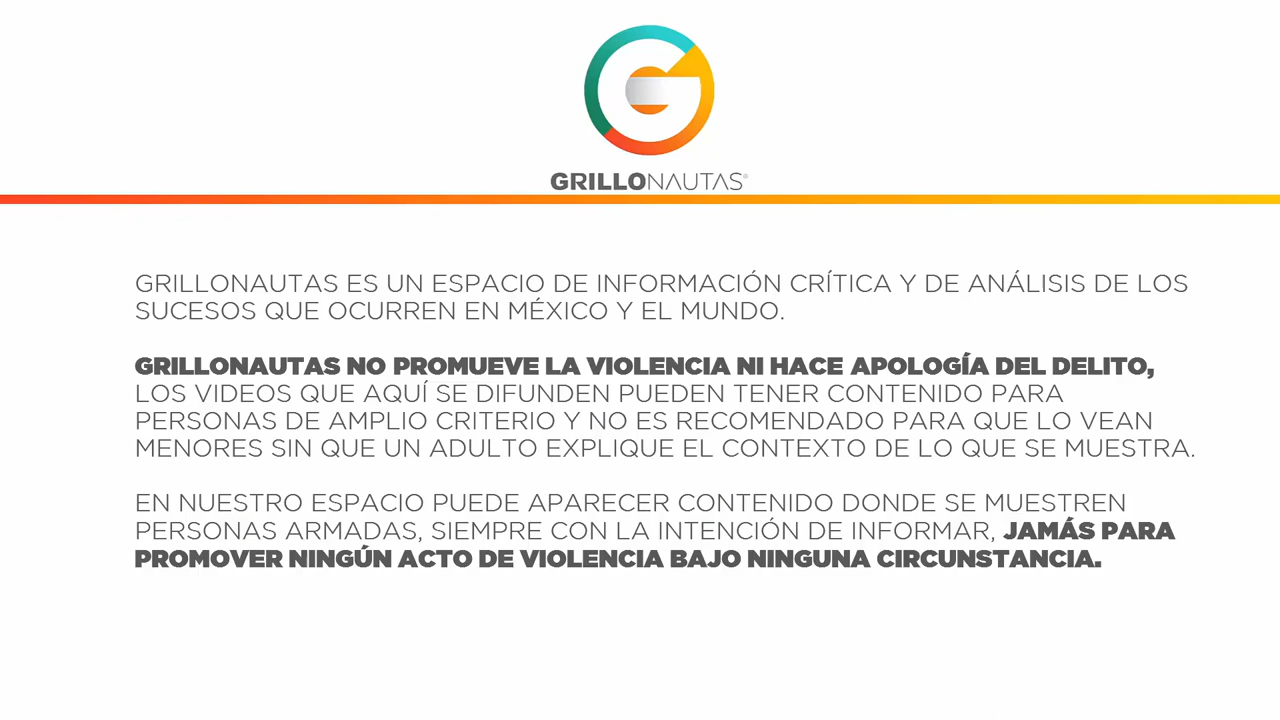 GRILLONAUTAS®
GRILLONAUTAS ES UN ESPACIO DE INFORMACIÓN CRÍTICA Y DE ANÁLISIS DE LOS
SUCESOS QUE OCURREN EN MÉXICO Y EL MUNDO.
GRILLONAUTAS NO PROMUEVE LA VIOLENCIA NI HACE APOLOGÍA DEL DELITO,
LOS VIDEOS QUE AQUÍ SE DIFUNDEN PUEDEN TENER CONTENIDO PARA
PERSONAS DE AMPLIO CRITERIO Y NO ES RECOMENDADO PARA QUE LO VEAN
MENORES SIN QUE UN ADULTO EXPLIQUE EL CONTEXTO DE LO QUE SE MUESTRA.
EN NUESTRO ESPACIO PUEDE APARECER CONTENIDO DONDE SE MUESTREN
PERSONAS ARMADAS, SIEMPRE CON LA INTENCIÓN DE INFORMAR, JAMÁS PARA
PROMOVER NINGÚN ACTO DE VIOLENCIA BAJO NINGUNA CIRCUNSTANCIA.